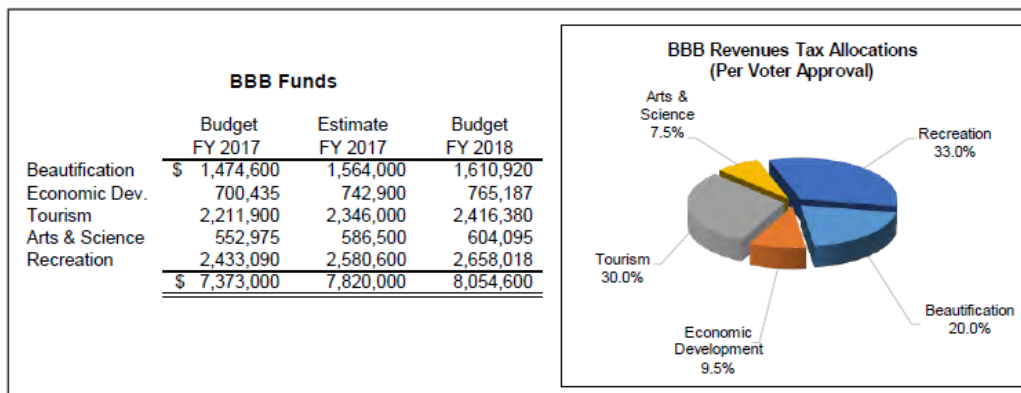 BBB Funds
Budget Estimate Budget
FY 2017 FY 2017 FY 2018
Beautification $ 1,474,600 1,564,000 1,610,920
Economic Dev. 700,435 742,900 765,187
Tourism 2,211,900 2,346,000 2,416,380
Arts & Science 552,975 586,500 604,095
Recreation 2,433,090 2,580,600 2,658,018
$ 7,373,000 7,820,000 8,054,600
BBB Revenues Tax Allocations
(Per Voter Approval)
Arts &
Science
7.5%
Recreation
33.0%
Tourism
30.0%
Beautification
20.0%
Economic
Development
9.5%